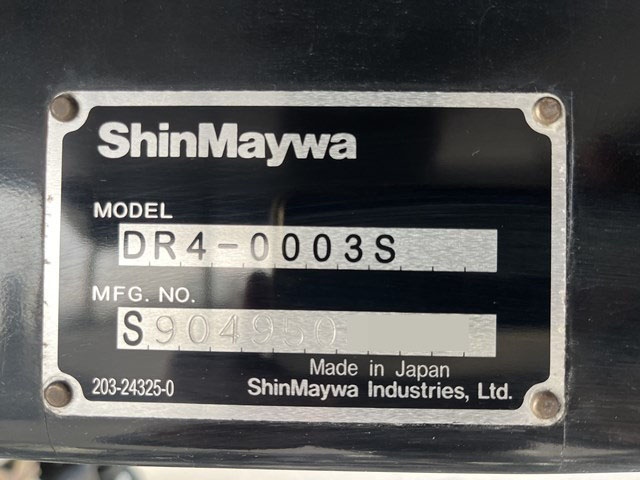 ShinMaywa
MODEL
DR4-0003S
MFG. NO.
S904950
Made in Japan
203-24325-0 ShinMaywa Industries, Ltd.